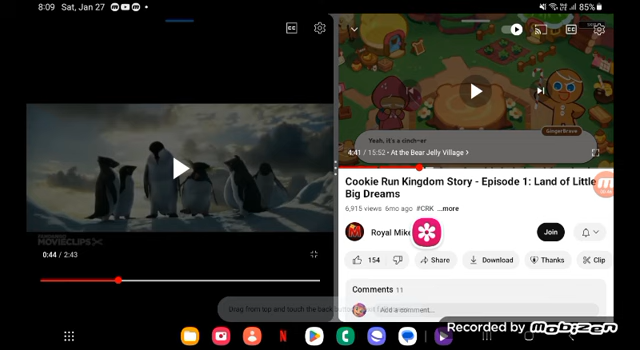 8:09 Sat, Jan 27
85%
CC
CC
GingerBrave
Yeah, it's a cinch-er
4:41 / 15:52 • At the Bear Jelly Village >
Cookie Run Kingdom Story - Episode 1: Land of Little
Big Dreams
6,915 views 6mo ago #CRK ...more
Royal Mike
Join
154
Share
Download
Thanks
Clip
Comments 11
Add a comment...
MOVIECLIPS
0:44 / 2:43
Drag from top and touch the back button
Recorded by Mobizen